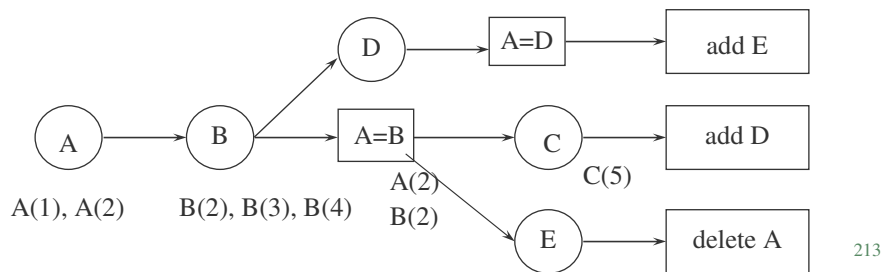 D
A=D
add E
A
B
A=B
C
add D
A(2)
C(5)
A(1), A(2)
B(2), B(3), B(4)
B(2)
E
delete A
213